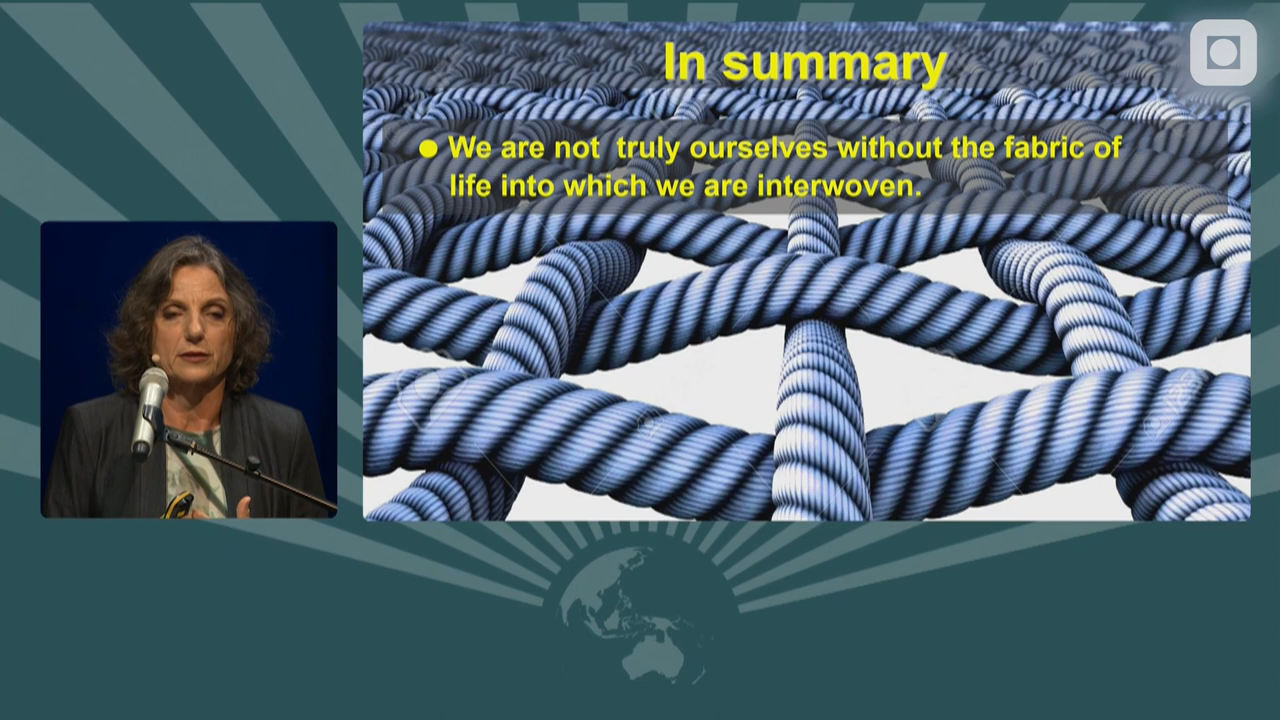 In summary
We are not truly ourselves without the fabric of
life into which we are interwoven.